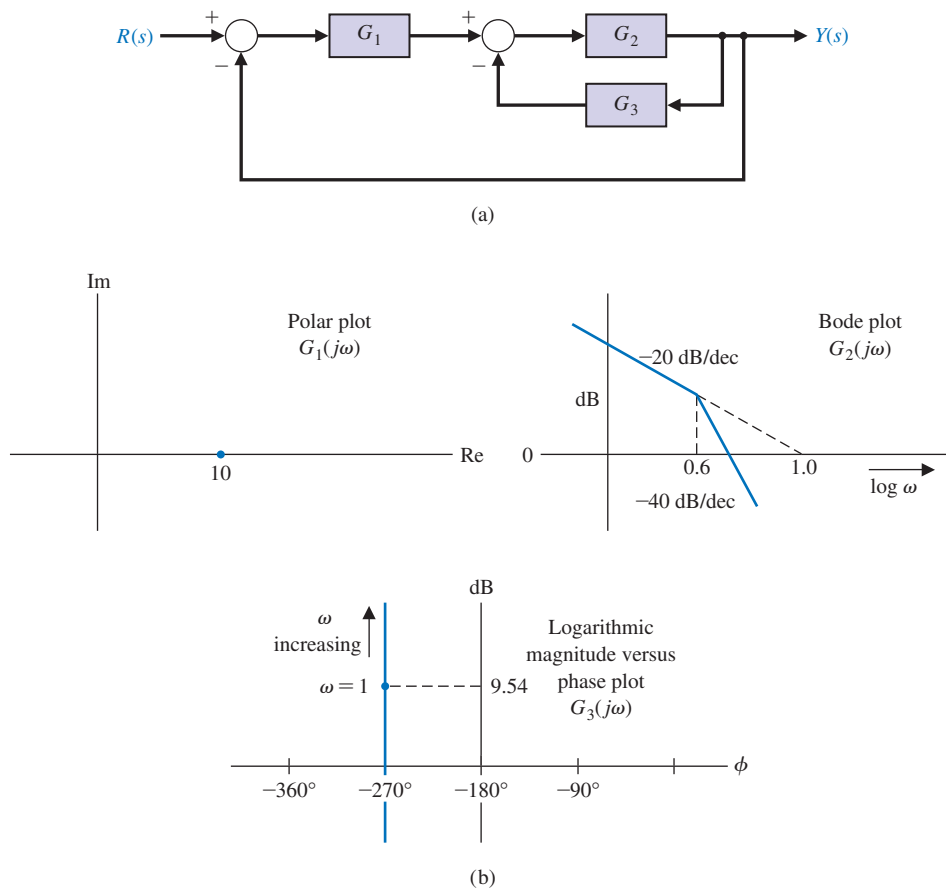 R(s)
+
−
G₁
+
−
G₂
Y(s)
G₃
(a)
Im
Polar plot
G₁(jω)
10
Re
Bode plot
G₂(jω)
−20 dB/dec
dB
0
0.6
1.0
log ω
−40 dB/dec
dB
ω
increasing
Logarithmic
magnitude versus
phase plot
G₃(jω)
ω = 1
9.54
ϕ
−360°
−270°
−180°
−90°
(b)